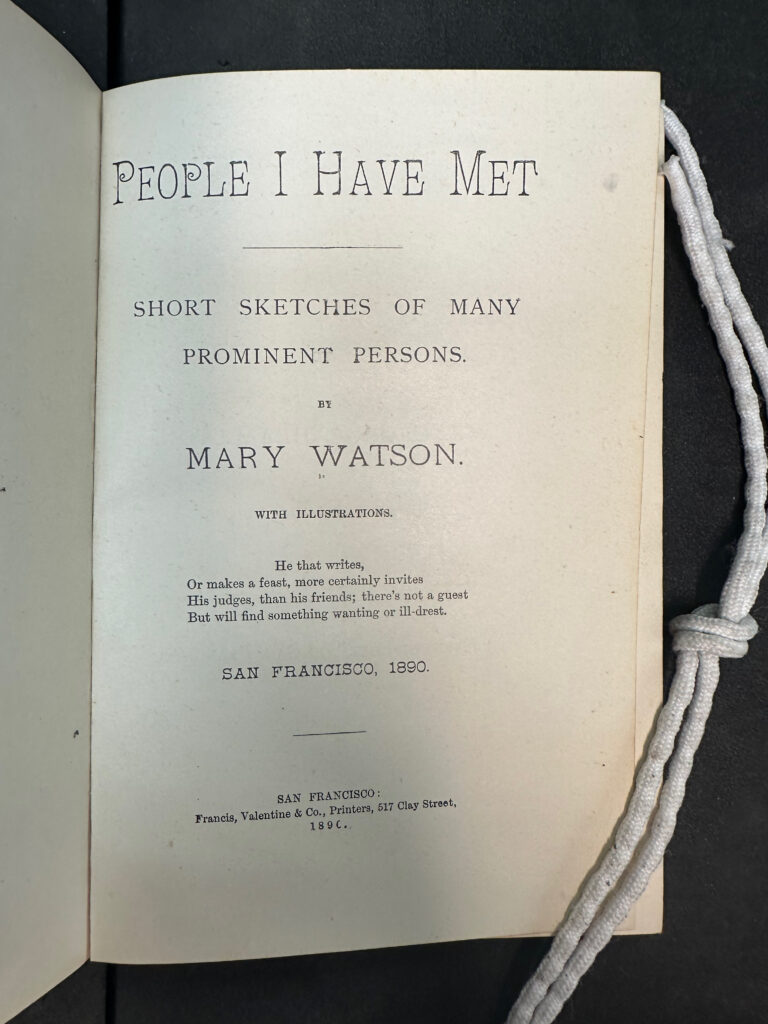 PEOPLE I HAVE MET
SHORT SKETCHES OF MANY
PROMINENT PERSONS.
BY
MARY WATSON.
WITH ILLUSTRATIONS.
He that writes,
Or makes a feast, more certainly invites
His judges, than his friends; there's not a guest
But will find something wanting or ill-drest.
SAN FRANCISCO, 1890.
SAN FRANCISCO:
Francis, Valentine & Co., Printers, 517 Clay Street,
1890.